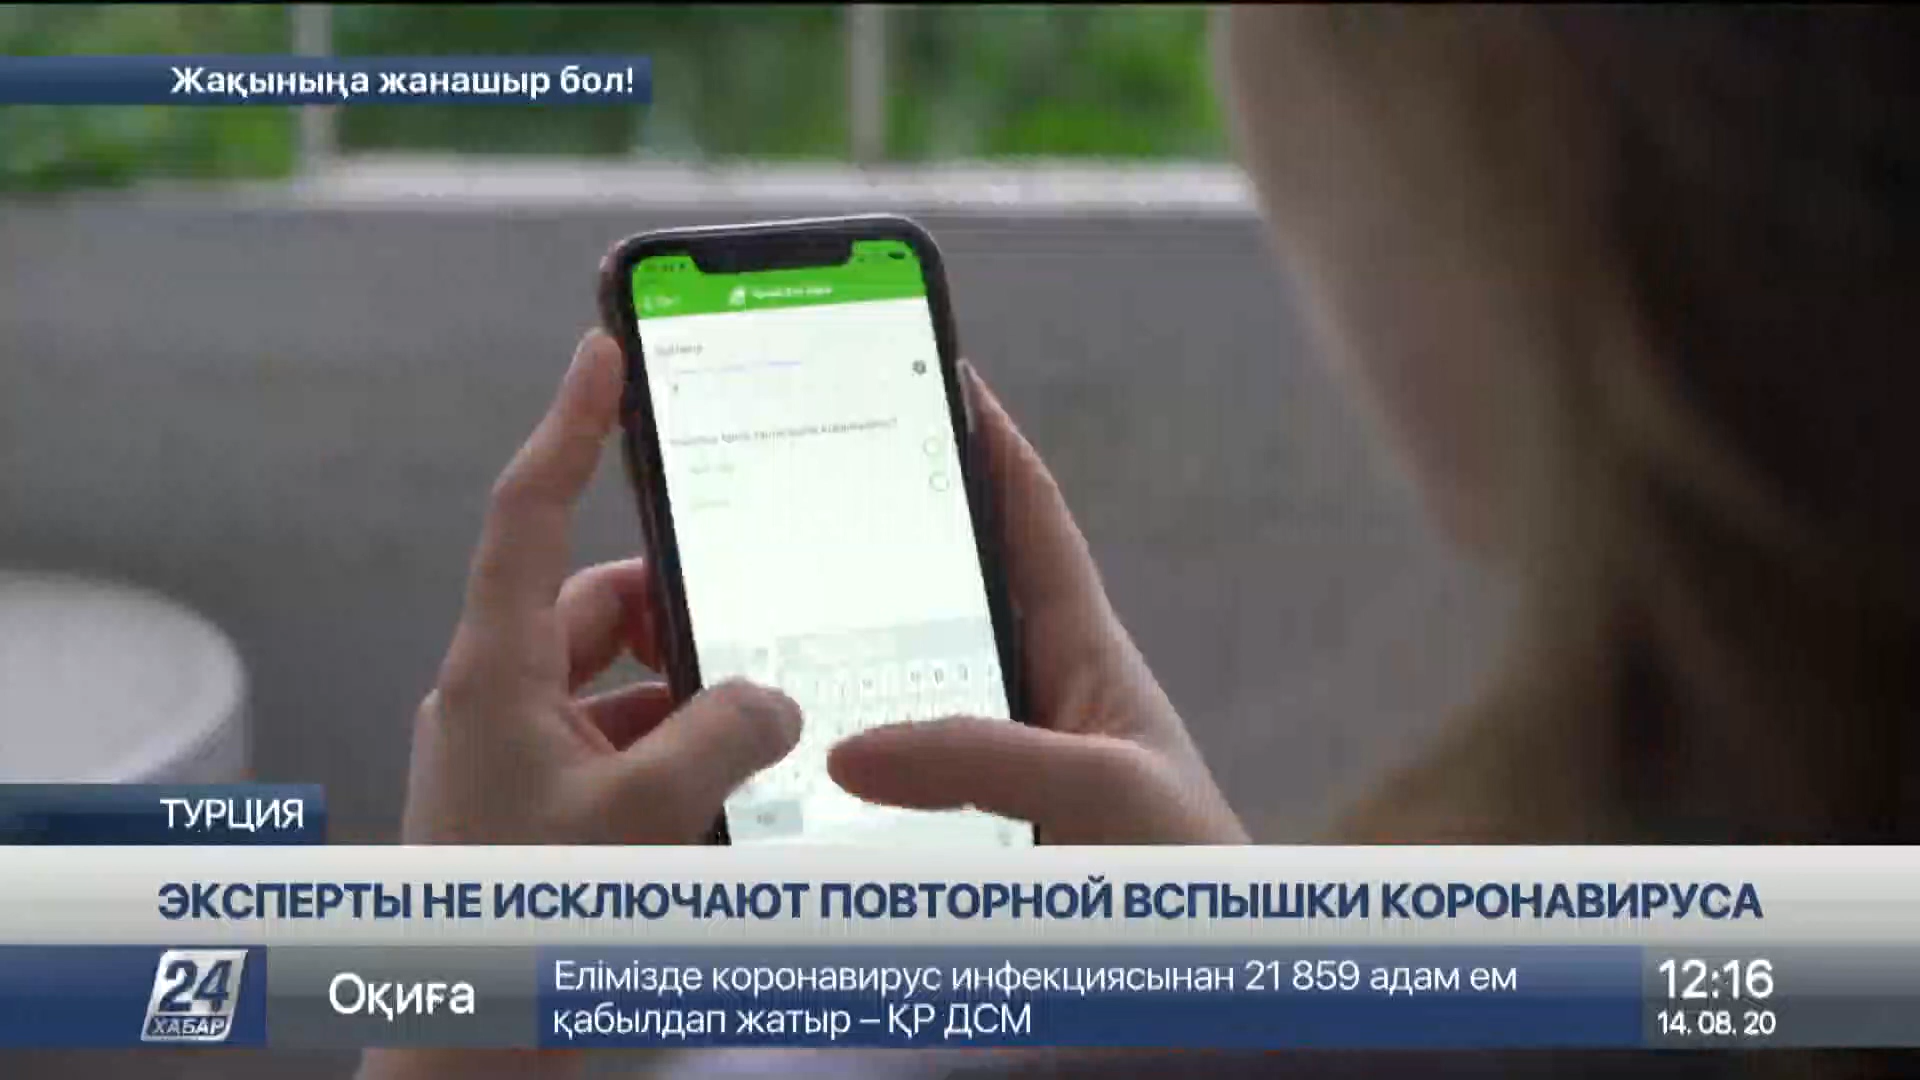 Жақыныңа жанашыр бол!
ТУРЦИЯ
ЭКСПЕРТЫ НЕ ИСКЛЮЧАЮТ ПОВТОРНОЙ ВСПЫШКИ КОРОНАВИРУСА
24
ХАБАР
Оқиға
Елімізде коронавирус инфекциясынан 21 859 адам ем
қабылдап жатыр – ҚР ДСМ
12:16
14. 08. 20